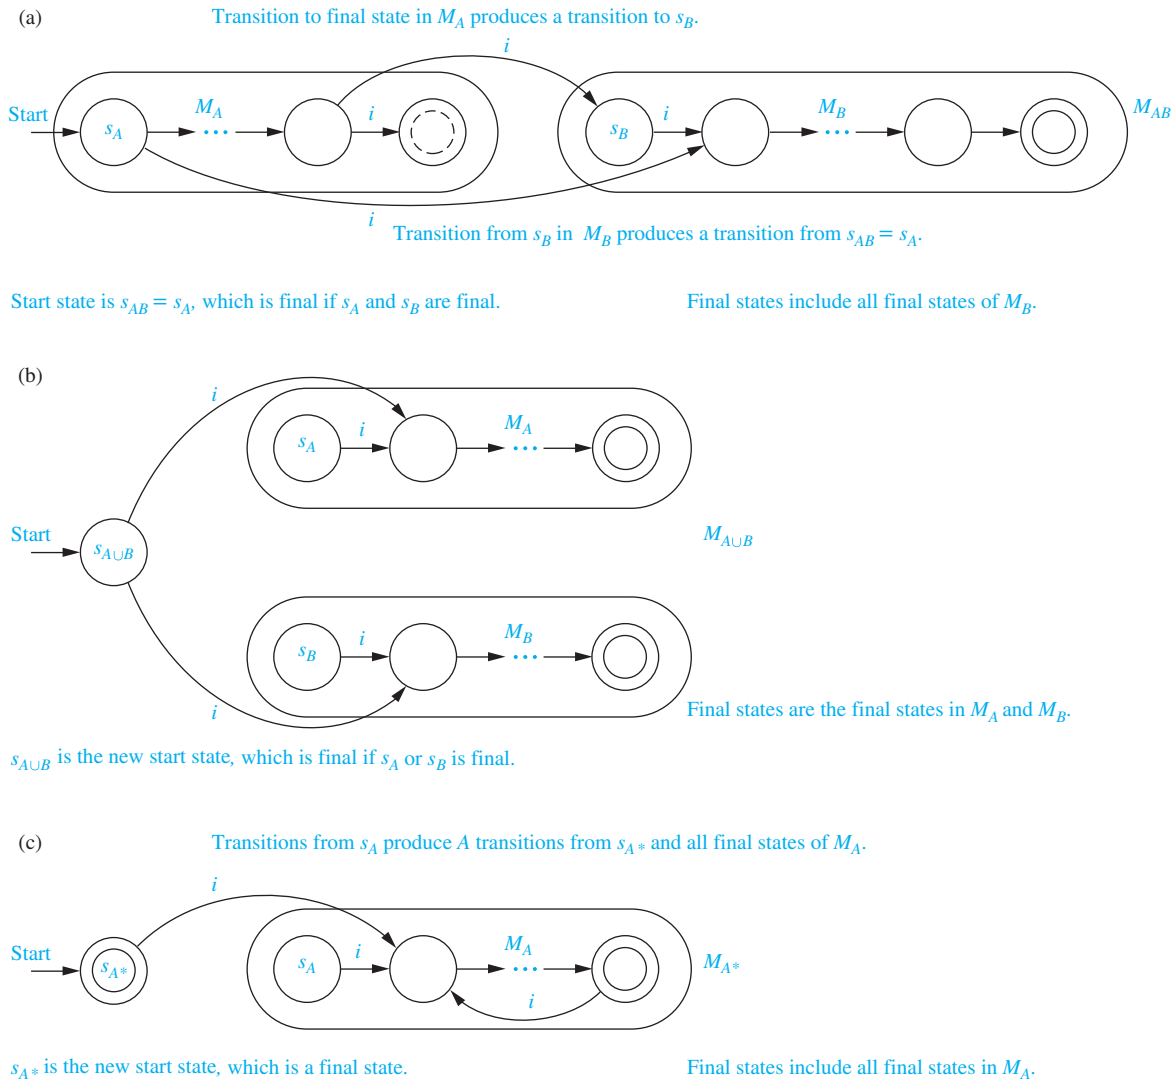 (a) Transition to final state in M_A produces a transition to s_B.
i
Start s_A M_A ... i s_B i M_B ... M_AB
i
Transition from s_B in M_B produces a transition from s_AB = s_A.
Start state is s_AB = s_A, which is final if s_A and s_B are final. Final states include all final states of M_B.
(b)
i
s_A i M_A ...
Start s_A∪B M_A∪B
s_B i M_B ...
i
Final states are the final states in M_A and M_B.
s_A∪B is the new start state, which is final if s_A or s_B is final.
(c) Transitions from s_A produce A transitions from s_A* and all final states of M_A.
i
Start s_A* s_A i M_A ... M_A*
i
s_A* is the new start state, which is a final state. Final states include all final states in M_A.